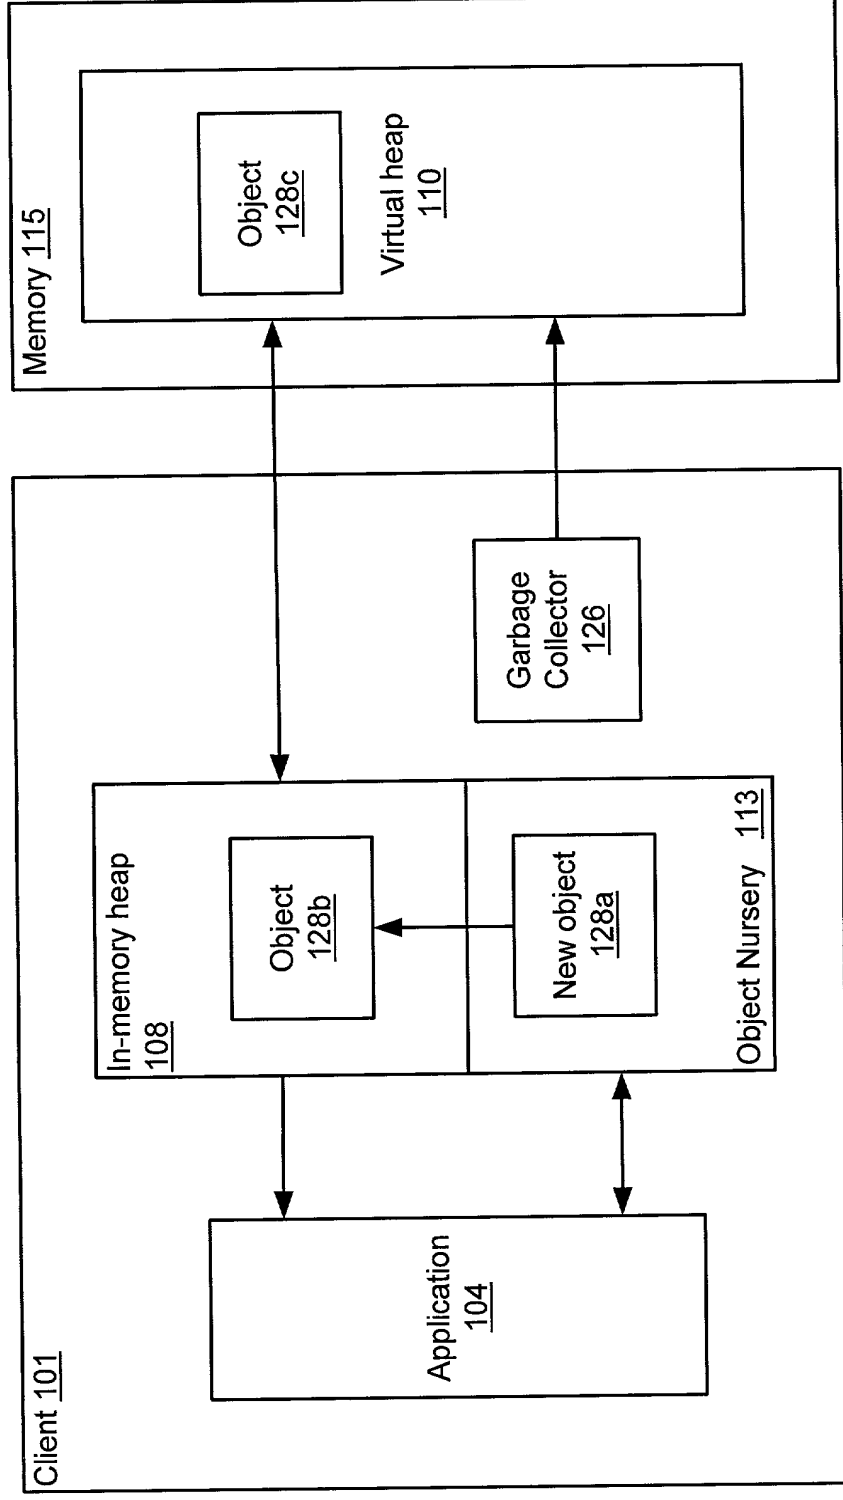 Client 101
Application
104
In-memory heap
108
Object
128b
New object
128a
Object Nursery 113
Garbage
Collector
126
Memory 115
Object
128c
Virtual heap
110